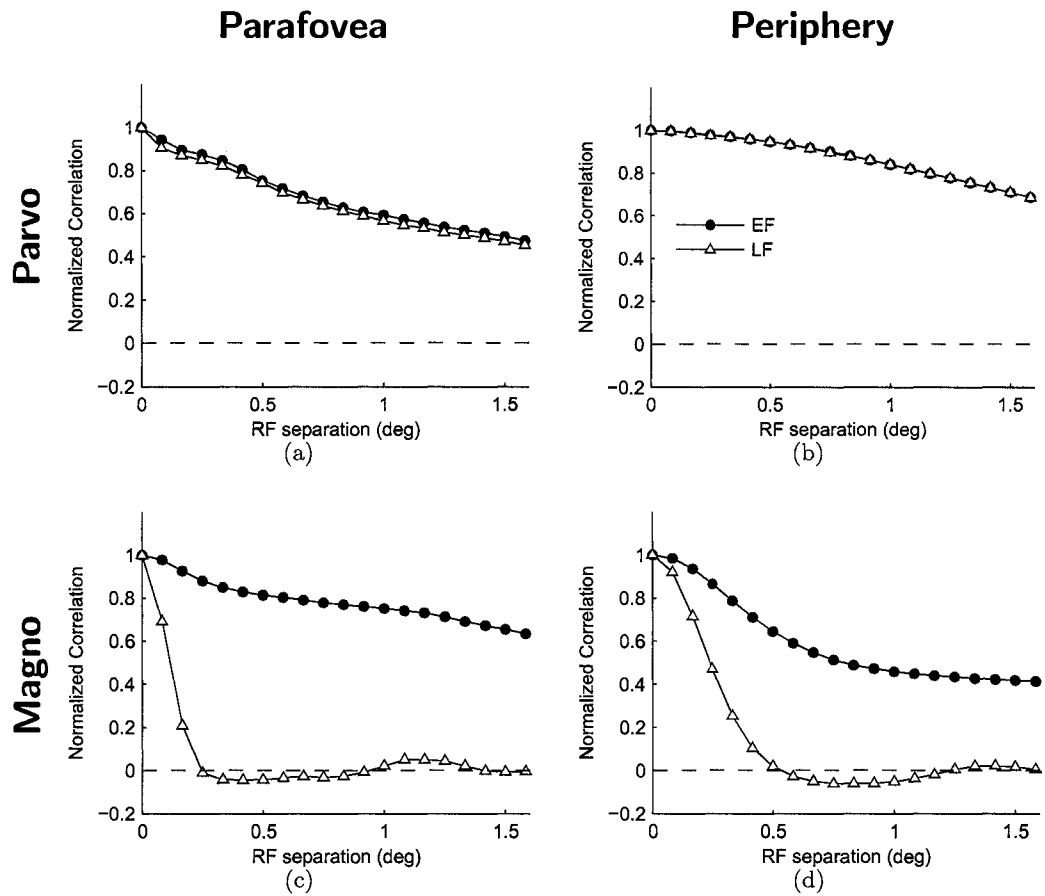 Parafovea
Periphery
Parvo
Normalized Correlation
1
0.8
0.6
0.4
0.2
0
−0.2
0
0.5
1
1.5
RF separation (deg)
(a)
Normalized Correlation
1
0.8
0.6
0.4
0.2
0
−0.2
EF
LF
0
0.5
1
1.5
RF separation (deg)
(b)
Magno
Normalized Correlation
1
0.8
0.6
0.4
0.2
0
−0.2
0
0.5
1
1.5
RF separation (deg)
(c)
Normalized Correlation
1
0.8
0.6
0.4
0.2
0
−0.2
0
0.5
1
1.5
RF separation (deg)
(d)